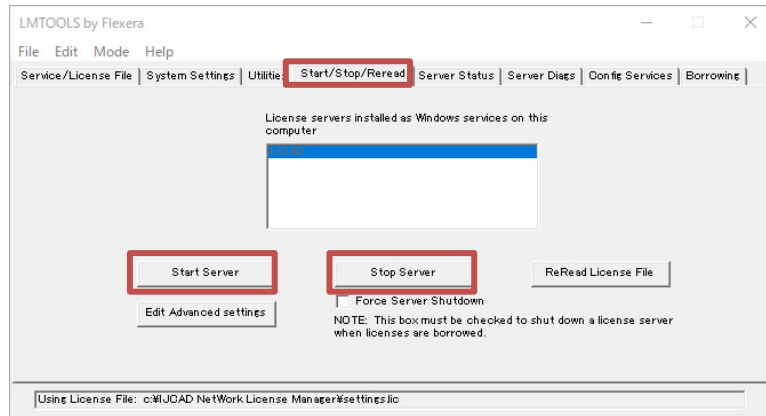 LMTOOLS by Flexera
File Edit Mode Help
Service/License File System Settings Utilities Start/Stop/Reread Server Status Server Diags Config Services Borrowing
License servers installed as Windows services on this
computer
IJCAD
Start Server Stop Server ReRead License File
Edit Advanced settings
Force Server Shutdown
NOTE: This box must be checked to shut down a license server
when licenses are borrowed.
Using License File: c:¥IJCAD NetWork License Manager¥settings.lic